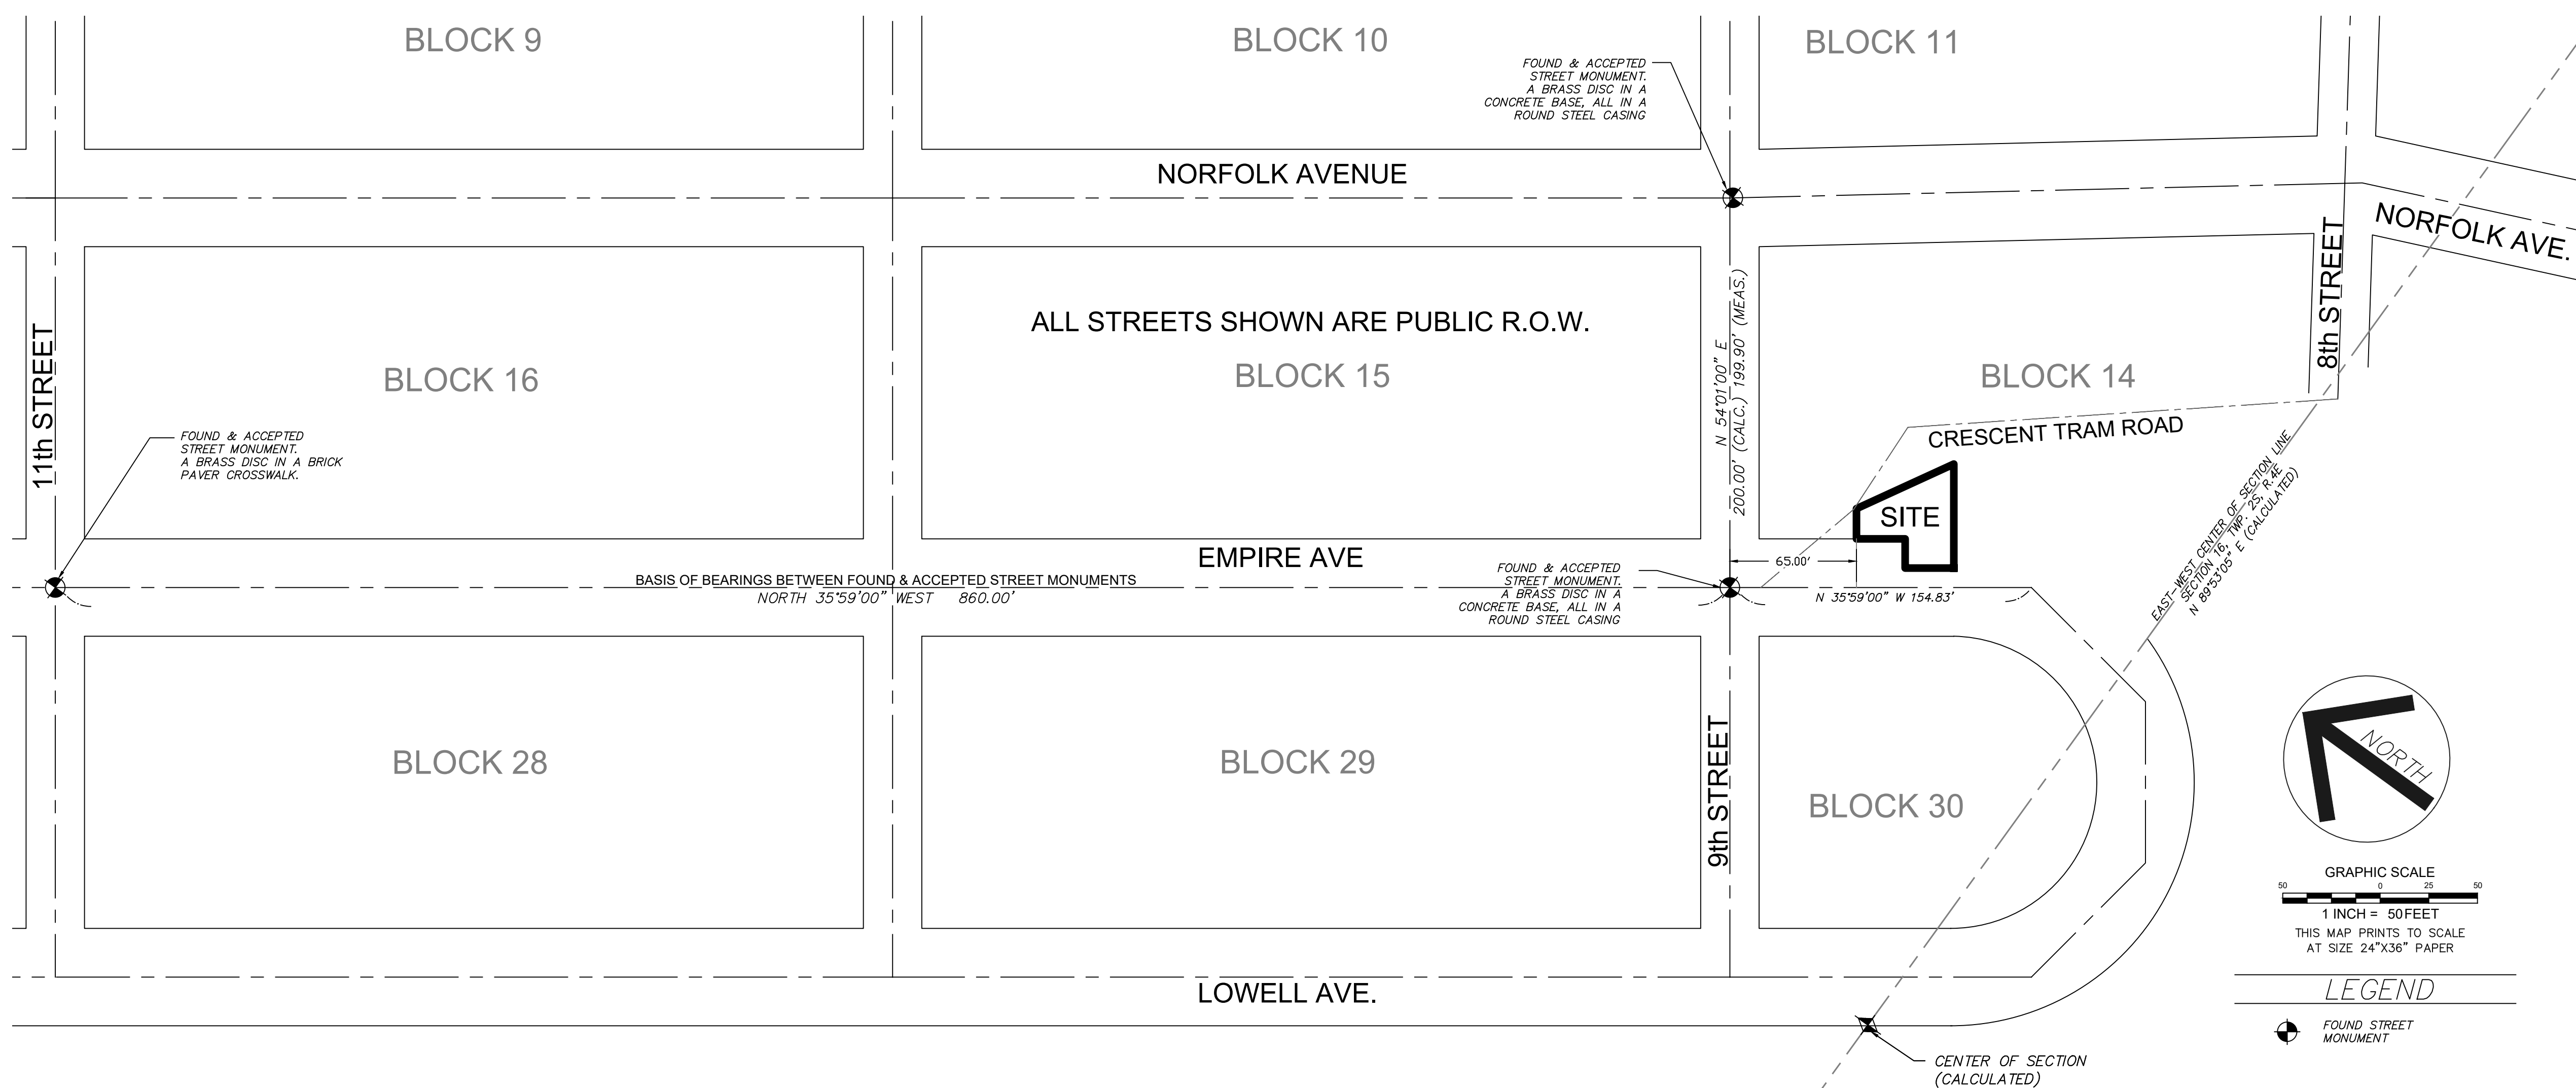 BLOCK 9
BLOCK 10
BLOCK 11
FOUND & ACCEPTED
STREET MONUMENT.
A BRASS DISC IN A
CONCRETE BASE, ALL IN A
ROUND STEEL CASING
NORFOLK AVENUE
NORFOLK AVE.
8th STREET
ALL STREETS SHOWN ARE PUBLIC R.O.W.
N 54°01'00" E
200.00' (CALC.) 199.90' (MEAS.)
BLOCK 16
BLOCK 15
BLOCK 14
11th STREET
FOUND & ACCEPTED
STREET MONUMENT.
A BRASS DISC IN A BRICK
PAVER CROSSWALK.
CRESCENT TRAM ROAD
SITE
EAST-WEST CENTER OF SECTION LINE
SECTION 16, TWP. 2S, R.4E
N 89°53'05" E (CALCULATED)
EMPIRE AVE
65.00'
BASIS OF BEARINGS BETWEEN FOUND & ACCEPTED STREET MONUMENTS
NORTH 35°59'00" WEST 860.00'
FOUND & ACCEPTED
STREET MONUMENT.
A BRASS DISC IN A
CONCRETE BASE, ALL IN A
ROUND STEEL CASING
N 35°59'00" W 154.83'
BLOCK 28
BLOCK 29
9th STREET
BLOCK 30
NORTH
GRAPHIC SCALE
50 0 25 50
1 INCH = 50 FEET
THIS MAP PRINTS TO SCALE
AT SIZE 24"X36" PAPER
LOWELL AVE.
LEGEND
FOUND STREET
MONUMENT
CENTER OF SECTION
(CALCULATED)